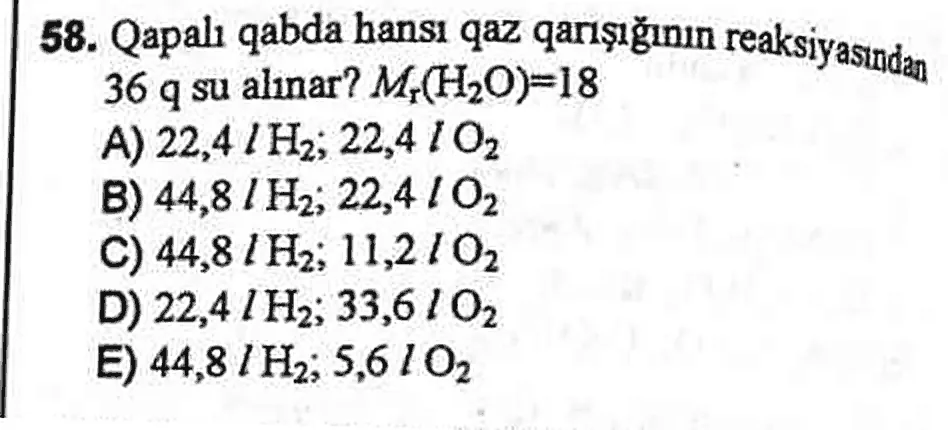 58. Qapalı qabda hansı qaz qarışığının reaksiyasından
36 q su alınar? Mᵣ(H₂O)=18
A) 22,4 l H₂; 22,4 l O₂
B) 44,8 l H₂; 22,4 l O₂
C) 44,8 l H₂; 11,2 l O₂
D) 22,4 l H₂; 33,6 l O₂
E) 44,8 l H₂; 5,6 l O₂